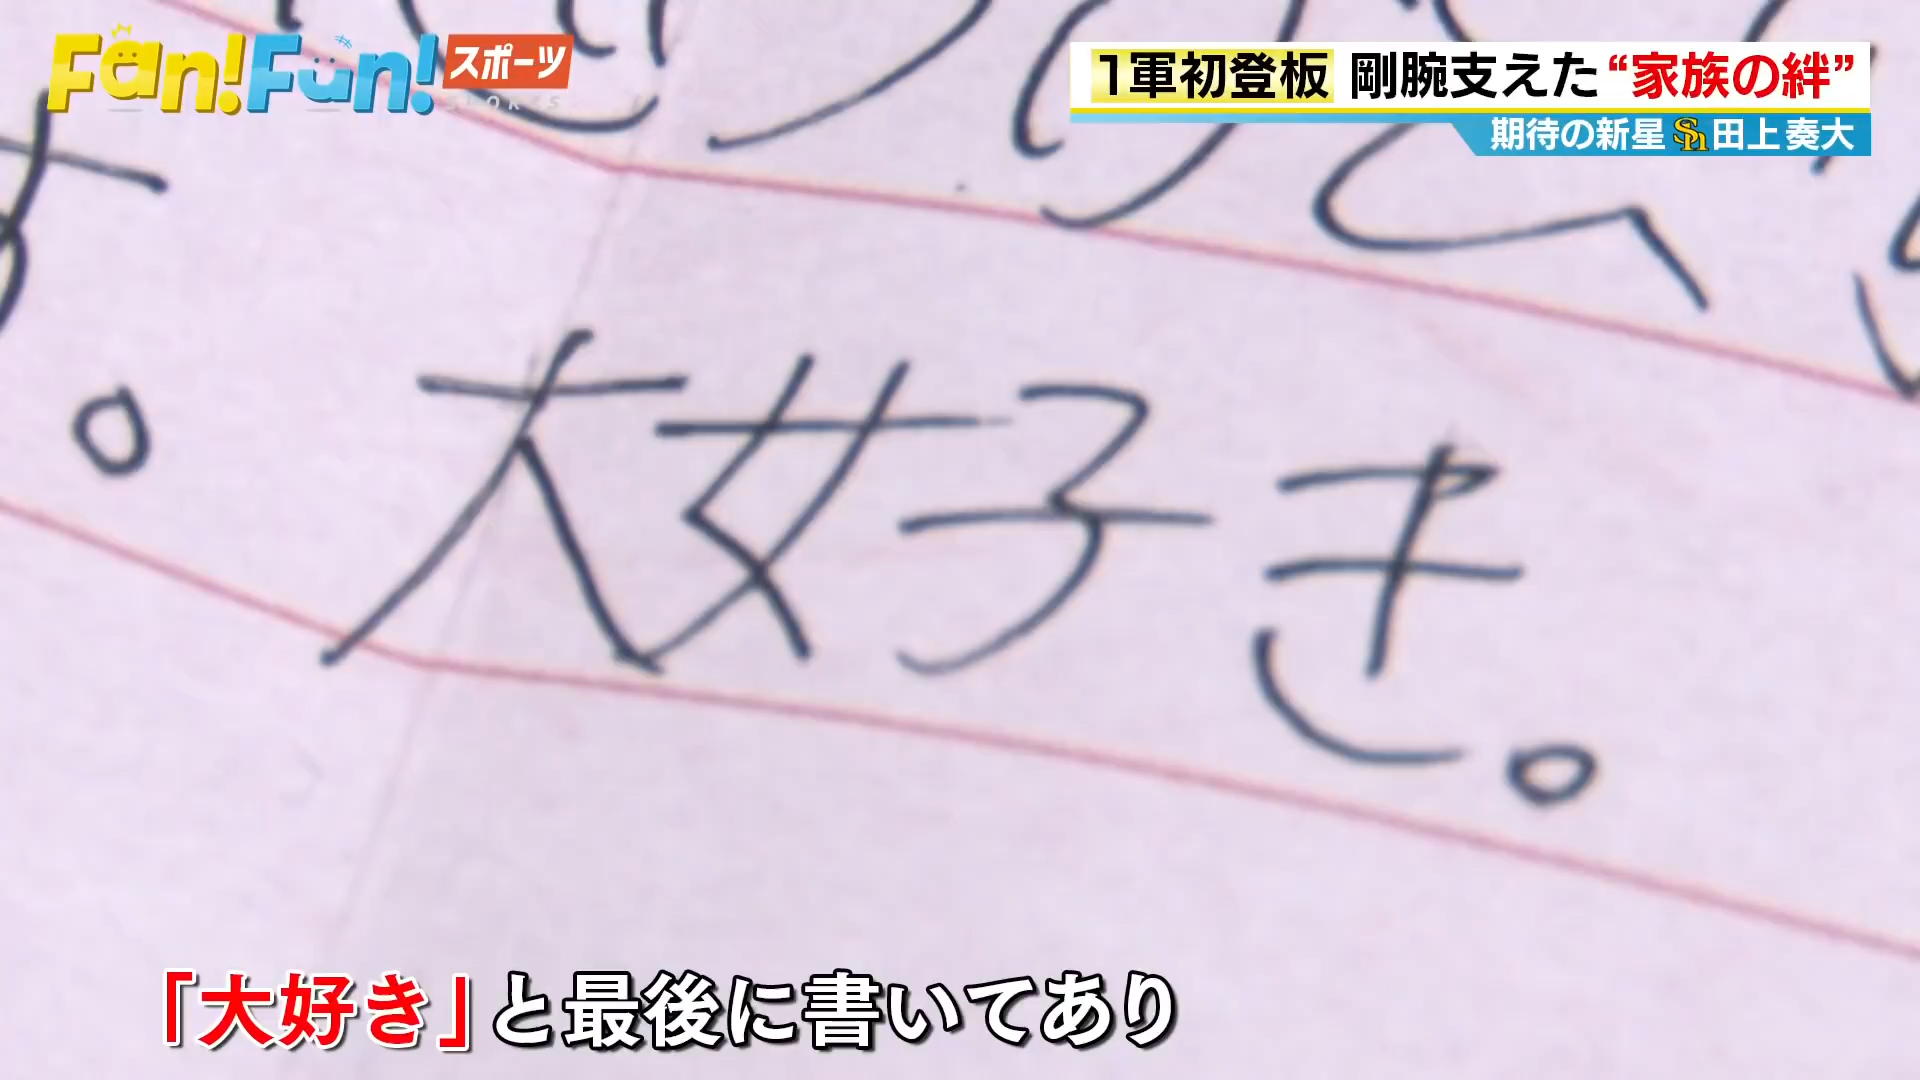 Fan!Fun!スポーツ
SPORTS
1軍初登板 剛腕支えた“家族の絆”
期待の新星 SH 田上奏大
。大好き。
「大好き」と最後に書いてあり